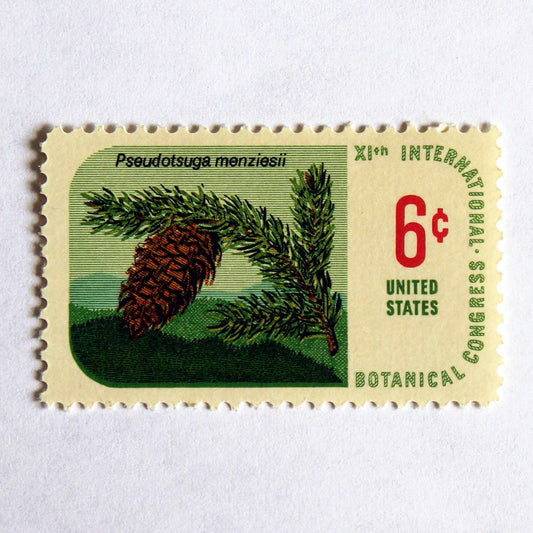 Pseudotsuga menziesii
XIth INTERNATIONAL · CONGRESS
BOTANICAL
6¢
UNITED
STATES